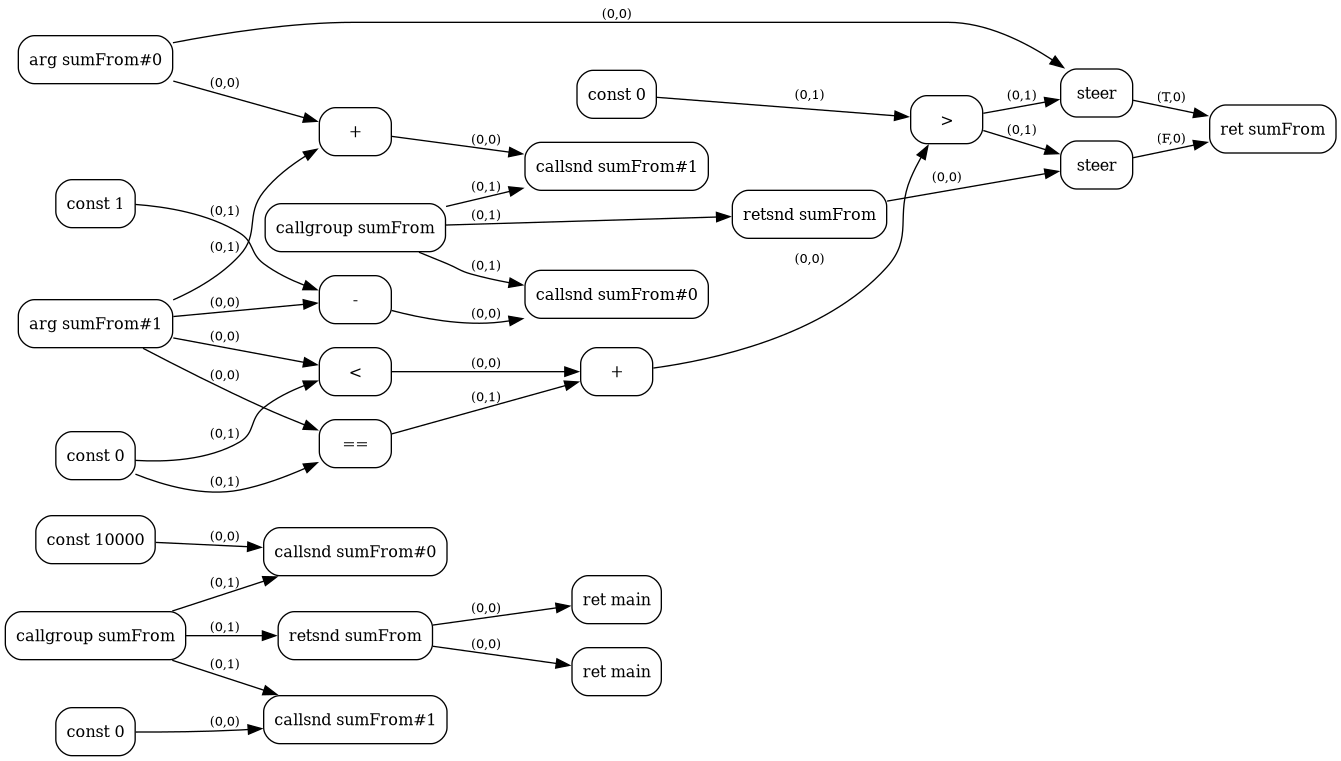 (0,0)
arg sumFrom#0
(0,0)
const 0
(0,1)
+
(0,0)
callsnd sumFrom#1
>
(0,1)
(0,1)
steer
steer
(T,0)
(F,0)
ret sumFrom
const 1
(0,1)
(0,1)
callgroup sumFrom
(0,1)
(0,1)
(0,1)
retsnd sumFrom
(0,0)
(0,0)
arg sumFrom#1
(0,0)
-
(0,0)
callsnd sumFrom#0
(0,0)
<
(0,0)
+
(0,0)
(0,1)
const 0
(0,1)
==
(0,1)
const 10000
(0,0)
callsnd sumFrom#0
(0,1)
callgroup sumFrom
(0,1)
retsnd sumFrom
(0,0)
ret main
(0,0)
ret main
(0,1)
const 0
(0,0)
callsnd sumFrom#1